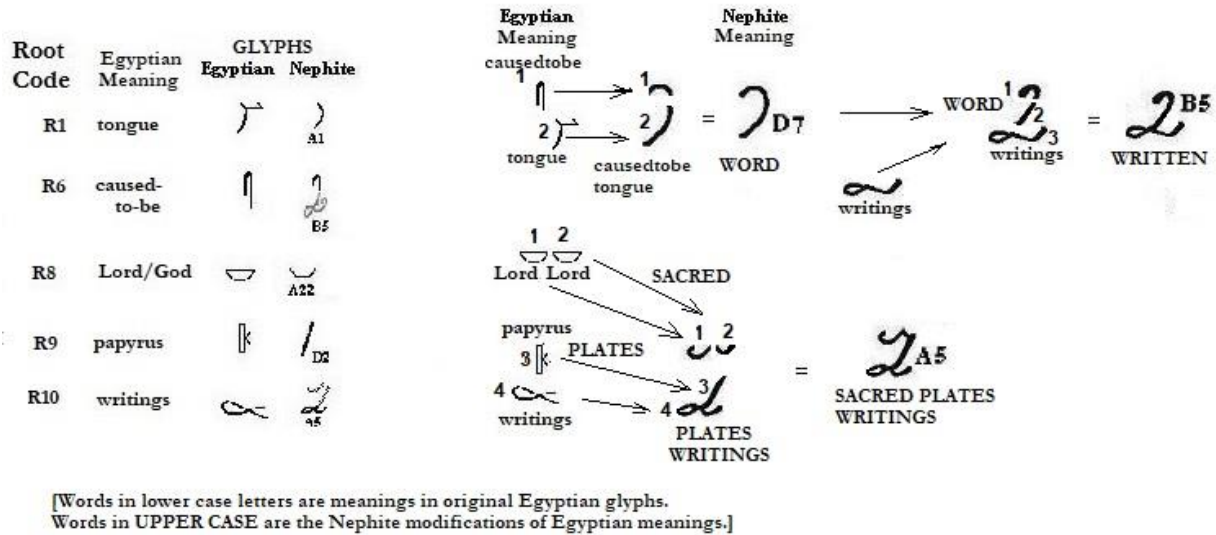 Root Code
Egyptian Meaning
GLYPHS
Egyptian Nephite
R1 tongue A1
R6 caused-to-be B5
R8 Lord/God A22
R9 papyrus D2
R10 writings
Egyptian Meaning
Nephite Meaning
causedtobe
1 1
2 2
tongue
causedtobe tongue
= D7
WORD
WORD 1
2
3
writings
writings
= B5
WRITTEN
1 2
Lord Lord
SACRED
1 2
papyrus
3 PLATES
3
4
writings
4
PLATES WRITINGS
= A5
SACRED PLATES WRITINGS
[Words in lower case letters are meanings in original Egyptian glyphs.
Words in UPPER CASE are the Nephite modifications of Egyptian meanings.]